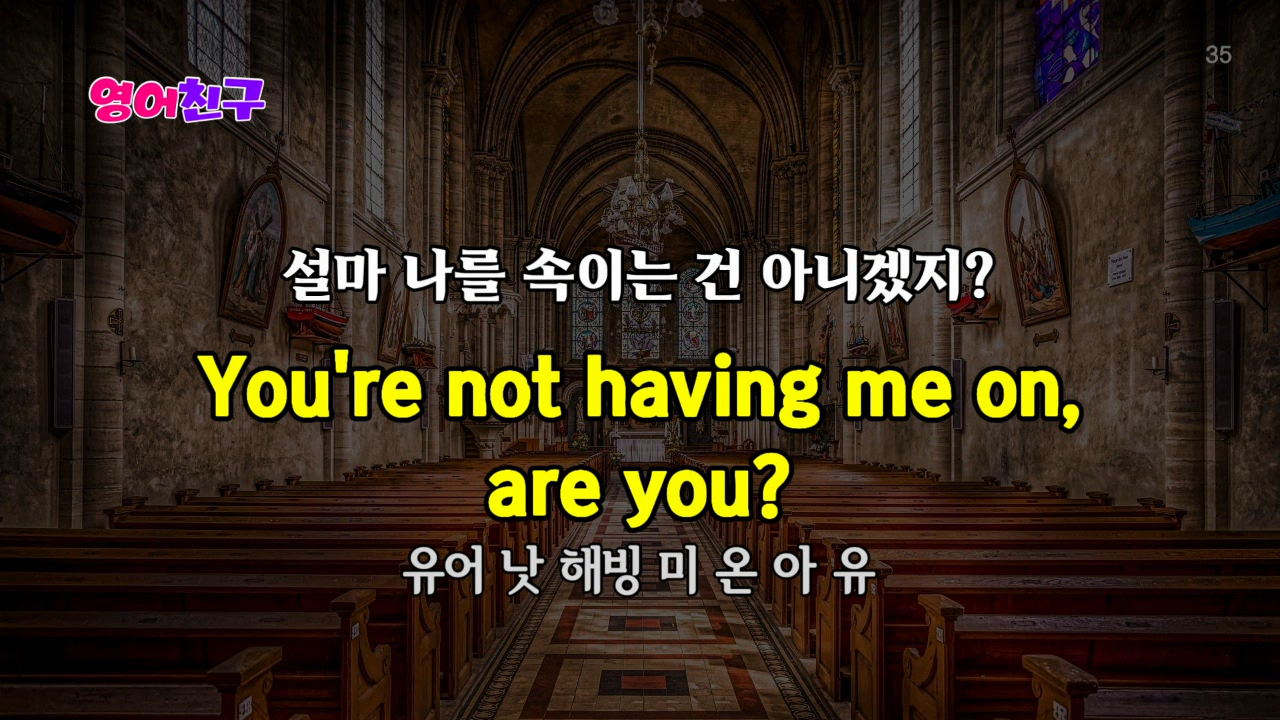 영어친구
35
설마 나를 속이는 건 아니겠지?
You're not having me on,
are you?
유어 낫 해빙 미 온 아 유